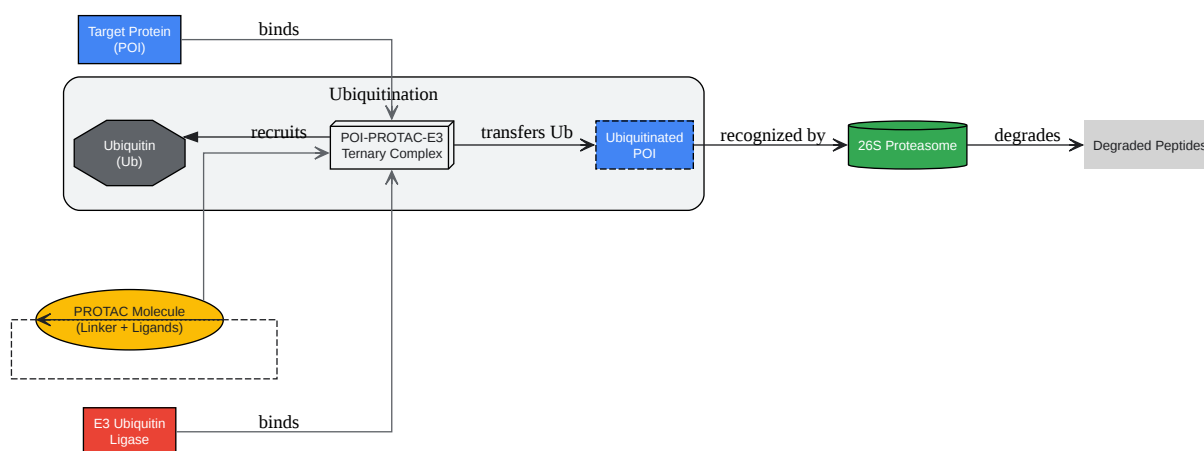 Target Protein
(POI)
binds
Ubiquitination
Ubiquitin
(Ub)
recruits
POI-PROTAC-E3
Ternary Complex
transfers Ub
Ubiquitinated
POI
recognized by
26S Proteasome
degrades
Degraded Peptides
PROTAC Molecule
(Linker + Ligands)
E3 Ubiquitin
Ligase
binds